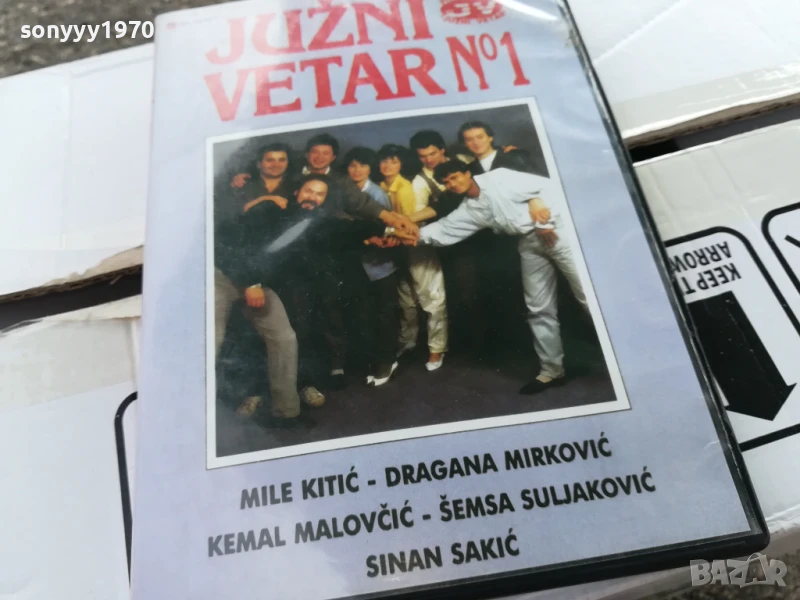 sonyyy1970
JUŽNI
VETAR Nº1
MILE KITIĆ - DRAGANA MIRKOVIĆ
KEMAL MALOVČIĆ - ŠEMSA SULJAKOVIĆ
SINAN SAKIĆ
KEEP
ARROW
bazar